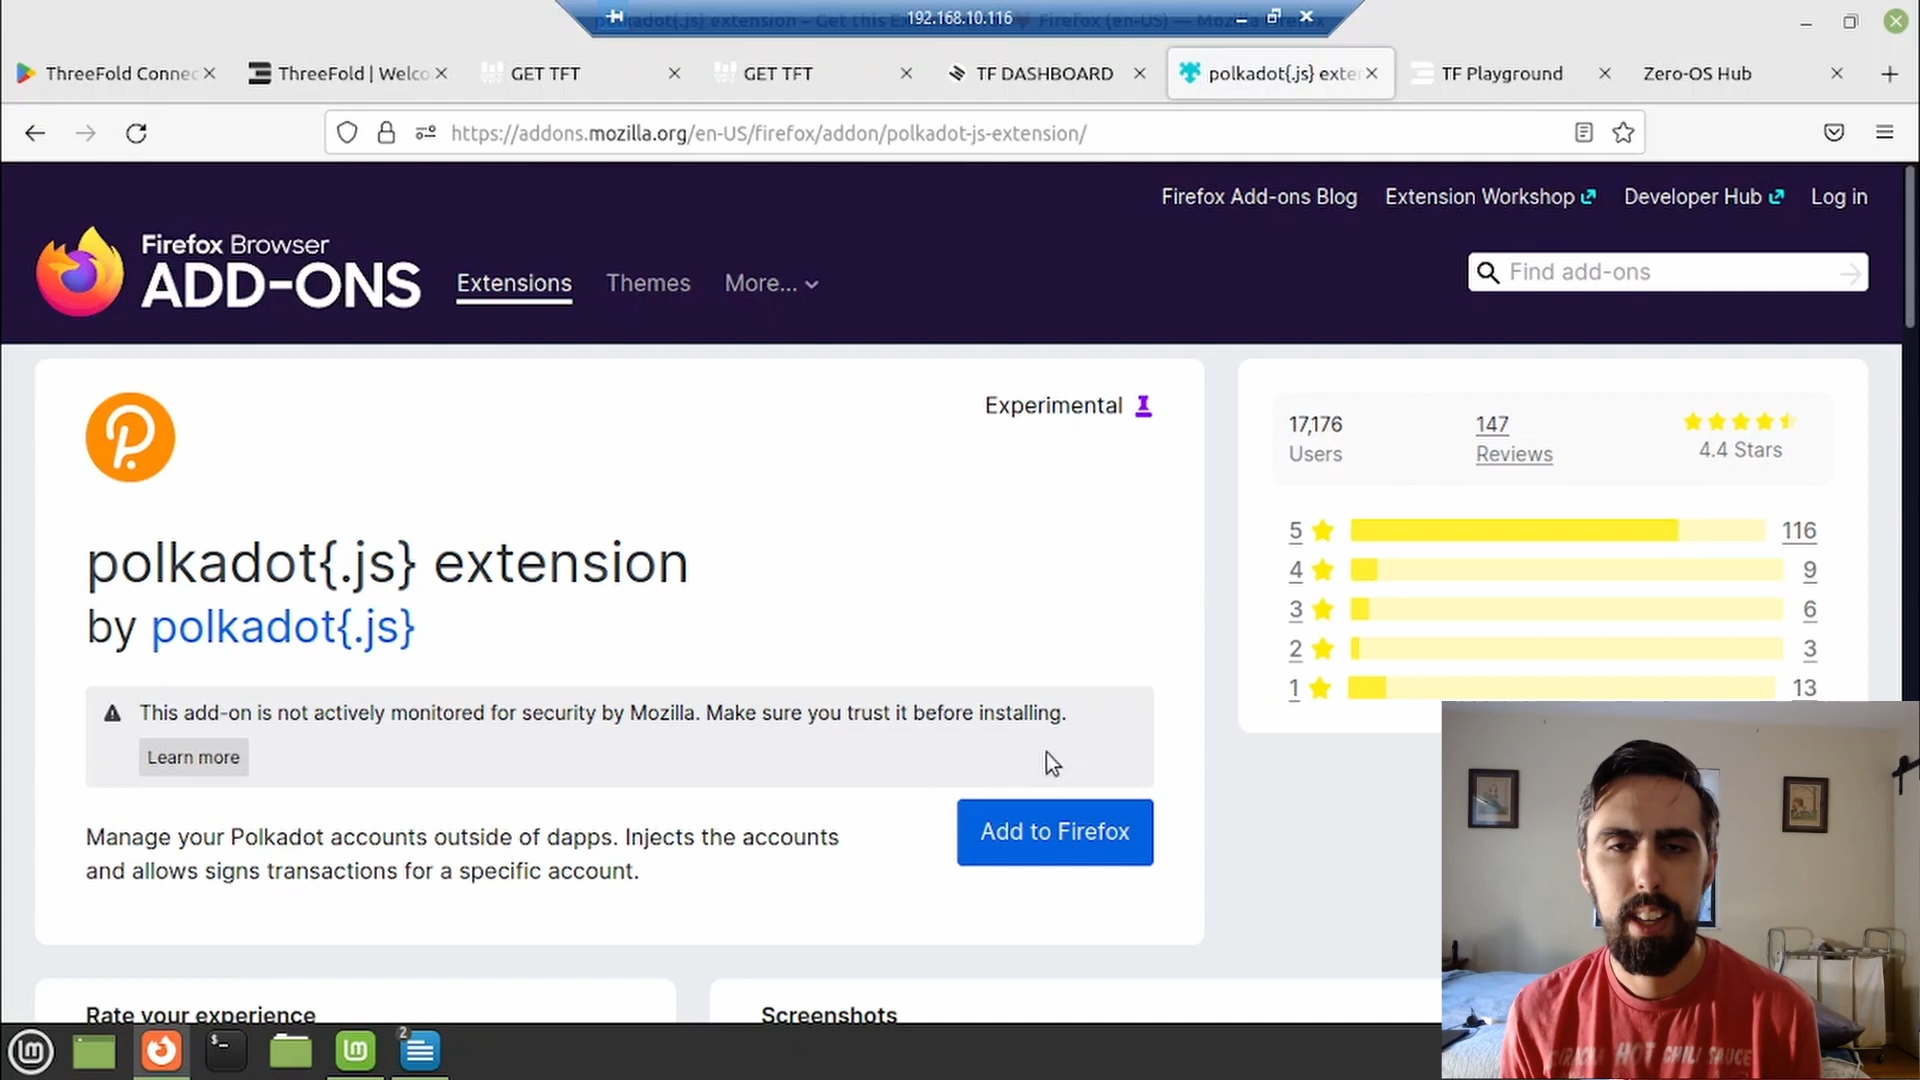 192.168.10.116
ThreeFold Connec
ThreeFold | Welco
GET TFT
GET TFT
TF DASHBOARD
polkadot{.js} exter
TF Playground
Zero-OS Hub
https://addons.mozilla.org/en-US/firefox/addon/polkadot-js-extension/
Firefox Add-ons Blog
Extension Workshop
Developer Hub
Log in
Firefox Browser
ADD-ONS
Extensions
Themes
More...
Find add-ons
Experimental
polkadot{.js} extension
by polkadot{.js}
This add-on is not actively monitored for security by Mozilla. Make sure you trust it before installing.
Learn more
Manage your Polkadot accounts outside of dapps. Injects the accounts
and allows signs transactions for a specific account.
Add to Firefox
17,176
Users
147
Reviews
4.4 Stars
5 116
4 9
3 6
2 3
1 13
Rate your experience
Screenshots
2
HOT CHILI SAUCE